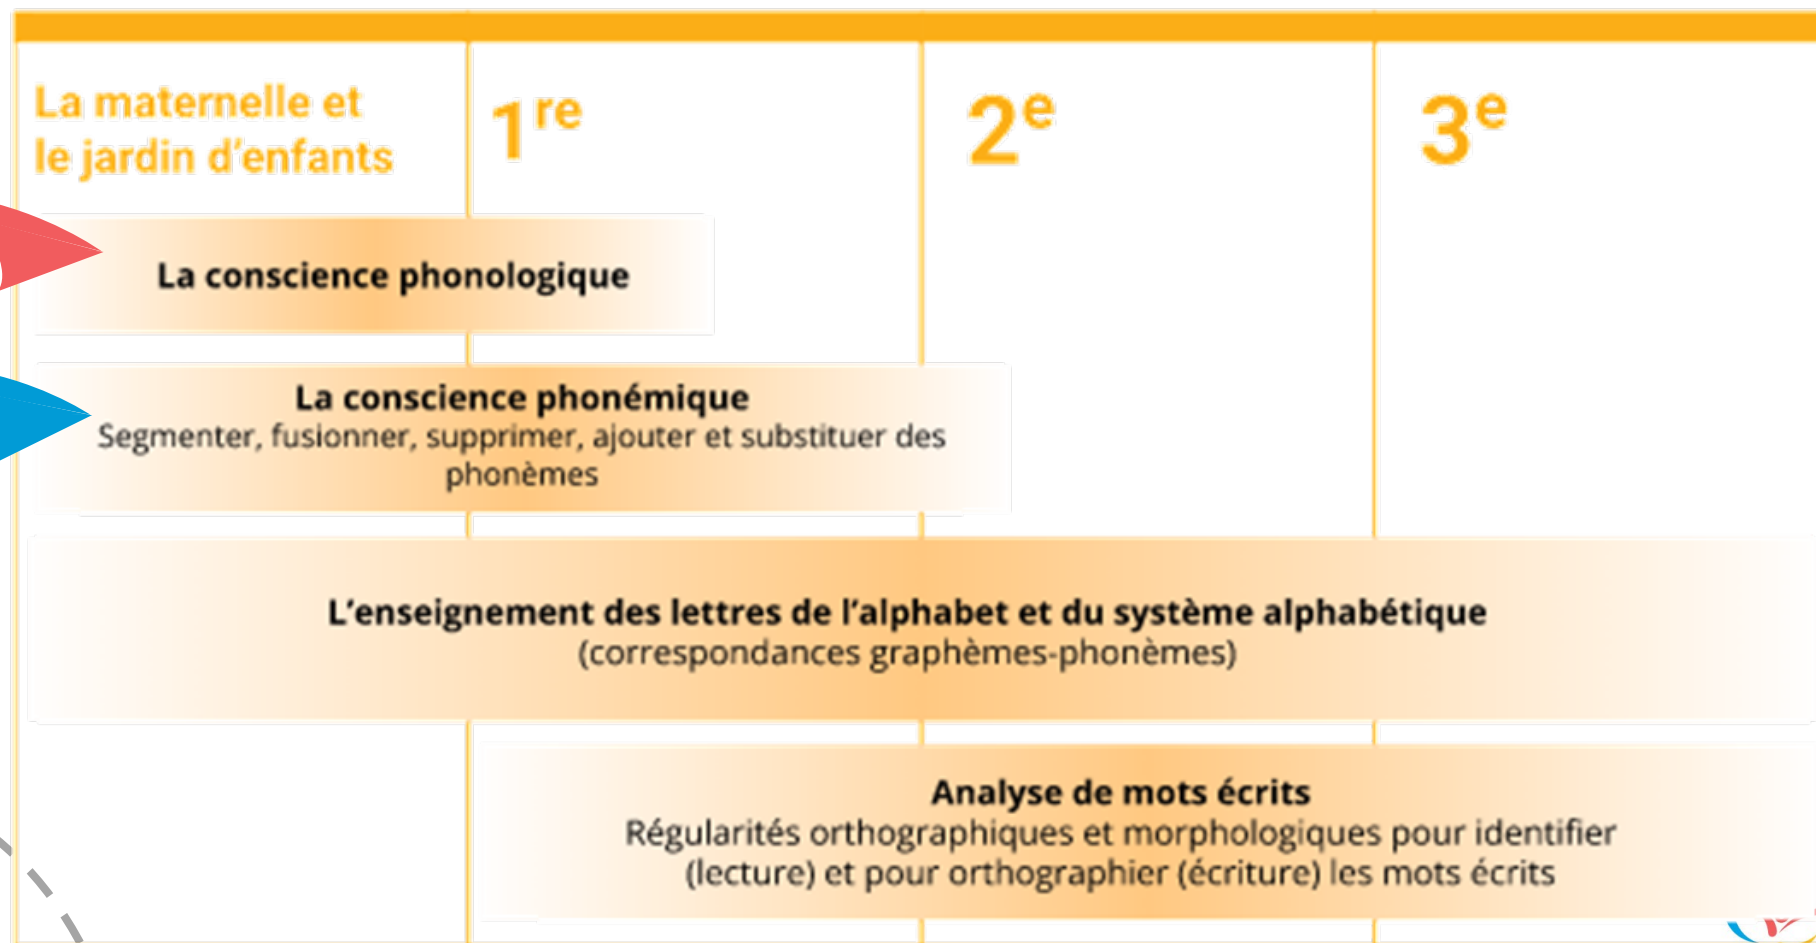 La maternelle et
le jardin d'enfants
1re
2e
3e
La conscience phonologique
La conscience phonémique
Segmenter, fusionner, supprimer, ajouter et substituer des
phonèmes
L'enseignement des lettres de l'alphabet et du système alphabétique
(correspondances graphèmes-phonèmes)
Analyse de mots écrits
Régularités orthographiques et morphologiques pour identifier
(lecture) et pour orthographier (écriture) les mots écrits